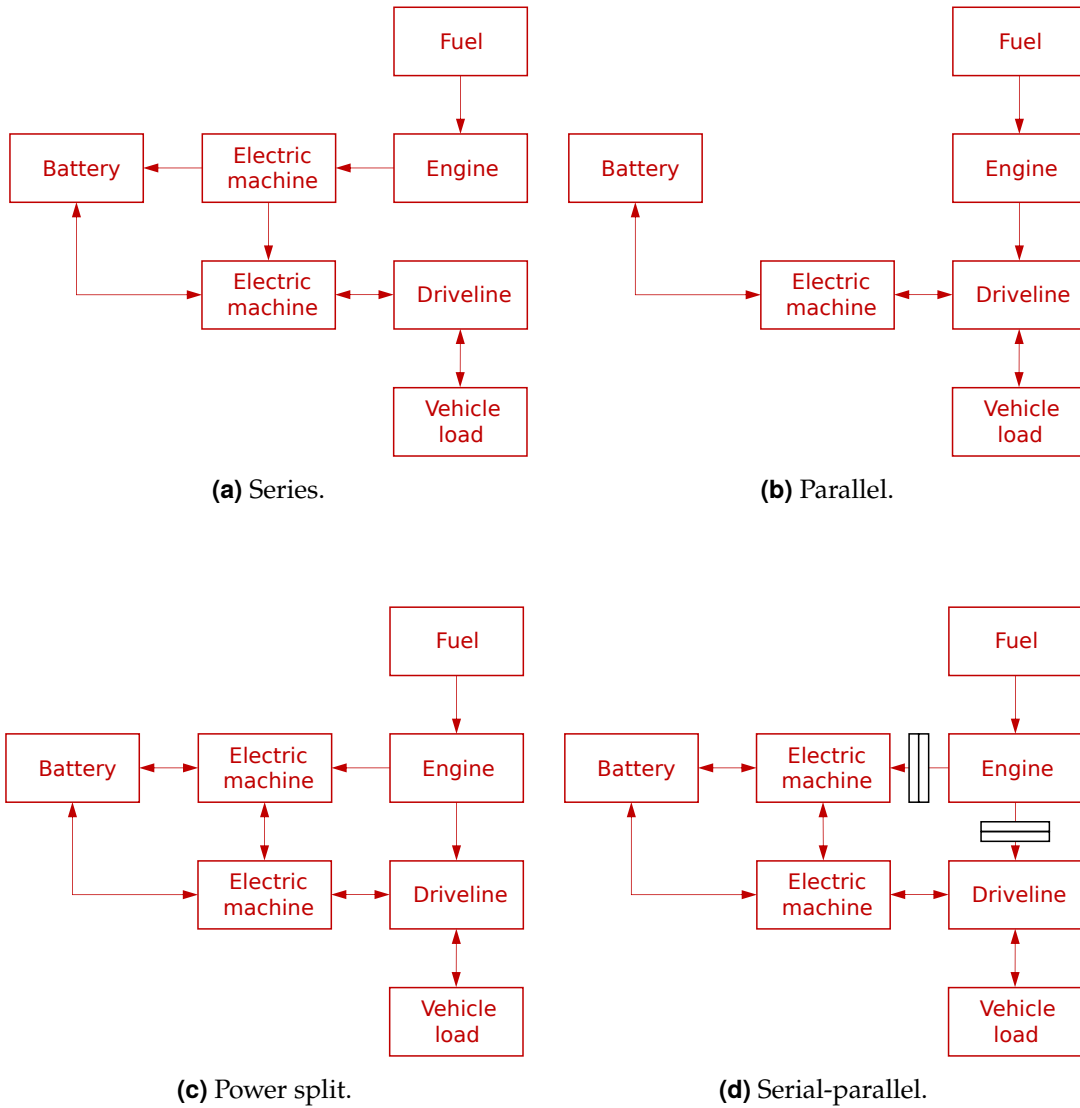 Fuel
Battery
Electric
machine
Engine
Electric
machine
Driveline
Vehicle
load
(a) Series.
Fuel
Battery
Engine
Electric
machine
Driveline
Vehicle
load
(b) Parallel.
Fuel
Battery
Electric
machine
Engine
Electric
machine
Driveline
Vehicle
load
(c) Power split.
Fuel
Battery
Electric
machine
Engine
Electric
machine
Driveline
Vehicle
load
(d) Serial-parallel.